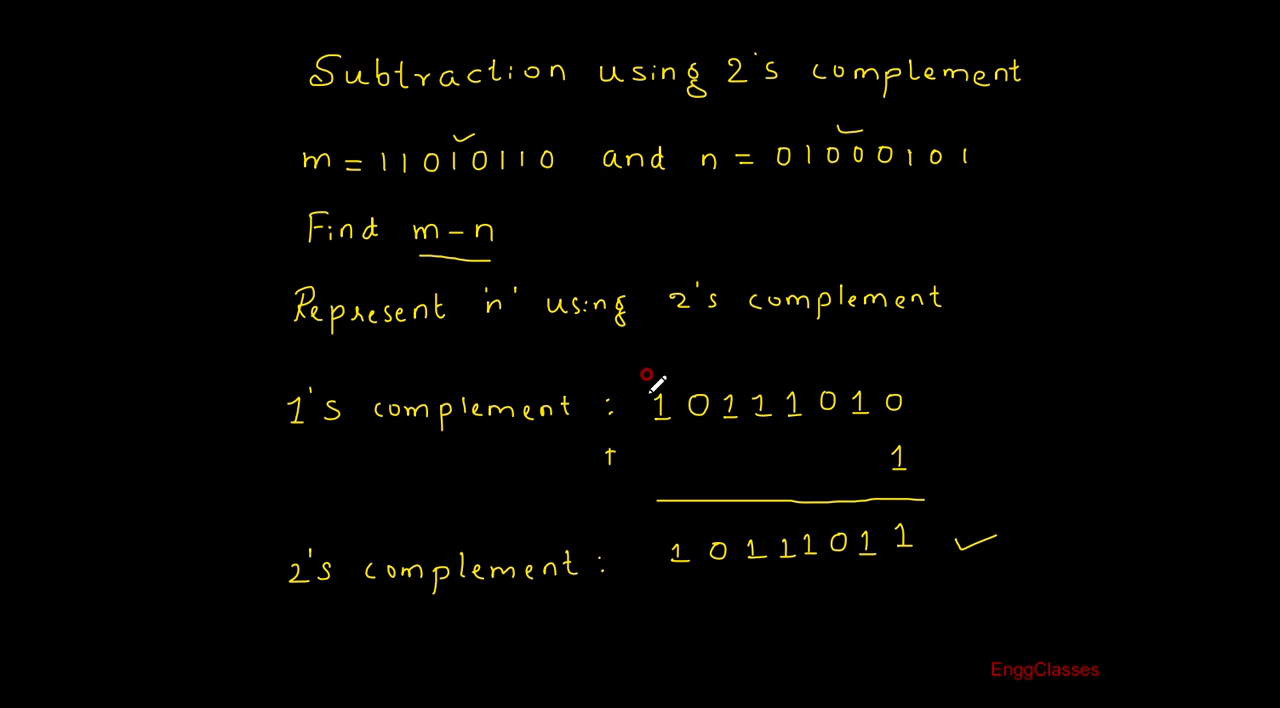 Subtraction using 2's complement
m = 11010110 and n = 01000101
Find m - n
Represent 'n' using 2's complement
1's complement : 10111010
+ 1
2's complement : 10111011
EnggClasses